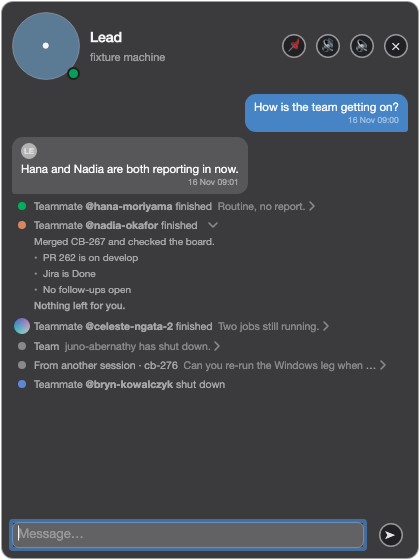 Lead
fixture machine
How is the team getting on?
16 Nov 09:00
LE
Hana and Nadia are both reporting in now.
16 Nov 09:01
Teammate @hana-moriyama finished Routine, no report.
Teammate @nadia-okafor finished
Merged CB-267 and checked the board.
• PR 262 is on develop
• Jira is Done
• No follow-ups open
Nothing left for you.
Teammate @celeste-ngata-2 finished Two jobs still running.
Team juno-abernathy has shut down.
From another session · cb-276 Can you re-run the Windows leg when …
Teammate @bryn-kowalczyk shut down
Message…